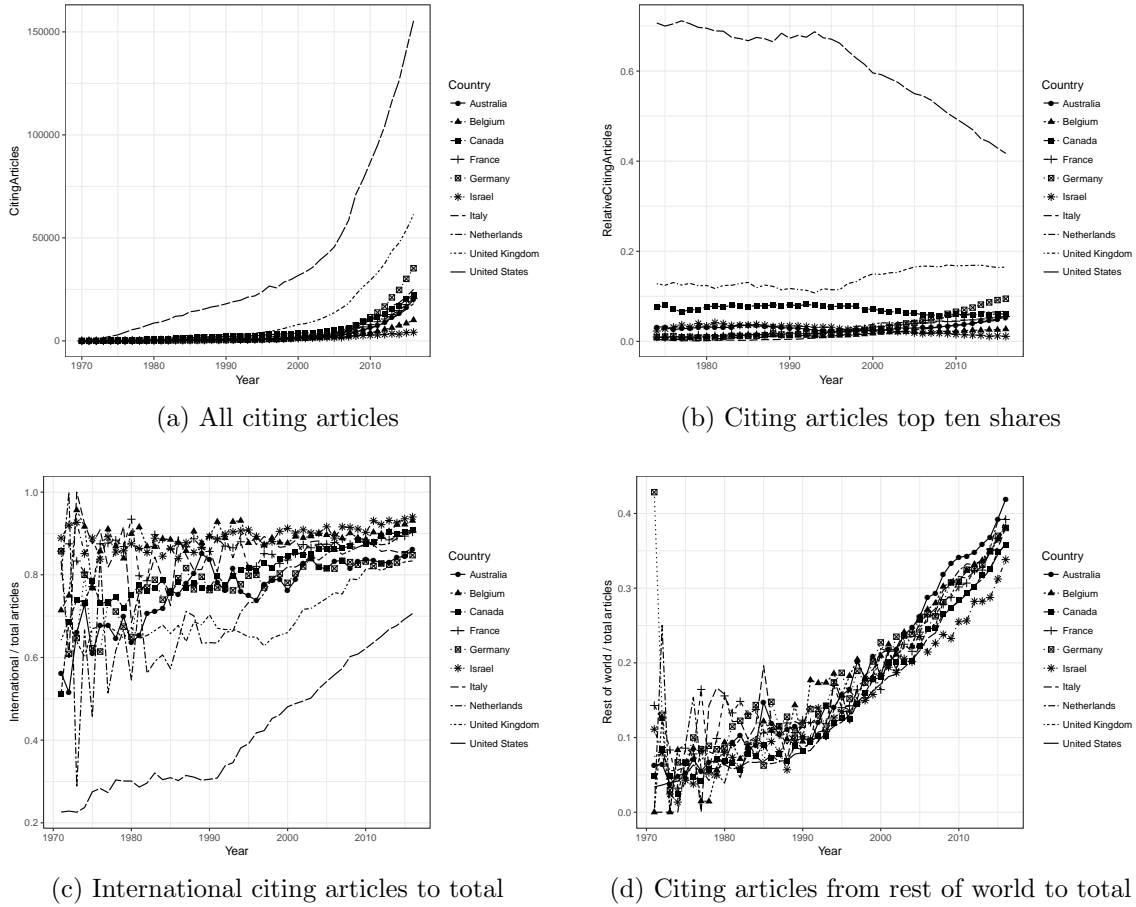 150000
100000
50000
0
CitingArticles
1970 1980 1990 2000 2010
Year
Country
Australia
Belgium
Canada
France
Germany
Israel
Italy
Netherlands
United Kingdom
United States
(a) All citing articles
0.6
0.4
0.2
0.0
RelativeCitingArticles
1980 1990 2000 2010
Year
Country
Australia
Belgium
Canada
France
Germany
Israel
Italy
Netherlands
United Kingdom
United States
(b) Citing articles top ten shares
1.0
0.8
0.6
0.4
0.2
International / total articles
1970 1980 1990 2000 2010
Year
Country
Australia
Belgium
Canada
France
Germany
Israel
Italy
Netherlands
United Kingdom
United States
(c) International citing articles to total
0.4
0.3
0.2
0.1
0.0
Rest of world / total articles
1970 1980 1990 2000 2010
Year
Country
Australia
Belgium
Canada
France
Germany
Israel
Italy
Netherlands
United Kingdom
United States
(d) Citing articles from rest of world to total